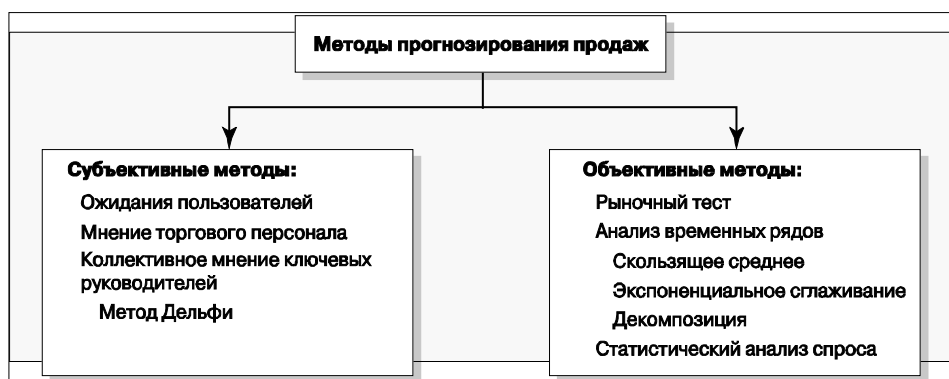 Методы прогнозирования продаж
Субъективные методы:
Ожидания пользователей
Мнение торгового персонала
Коллективное мнение ключевых
руководителей
Метод Дельфи
Объективные методы:
Рыночный тест
Анализ временных рядов
Скользящее среднее
Экспоненциальное сглаживание
Декомпозиция
Статистический анализ спроса